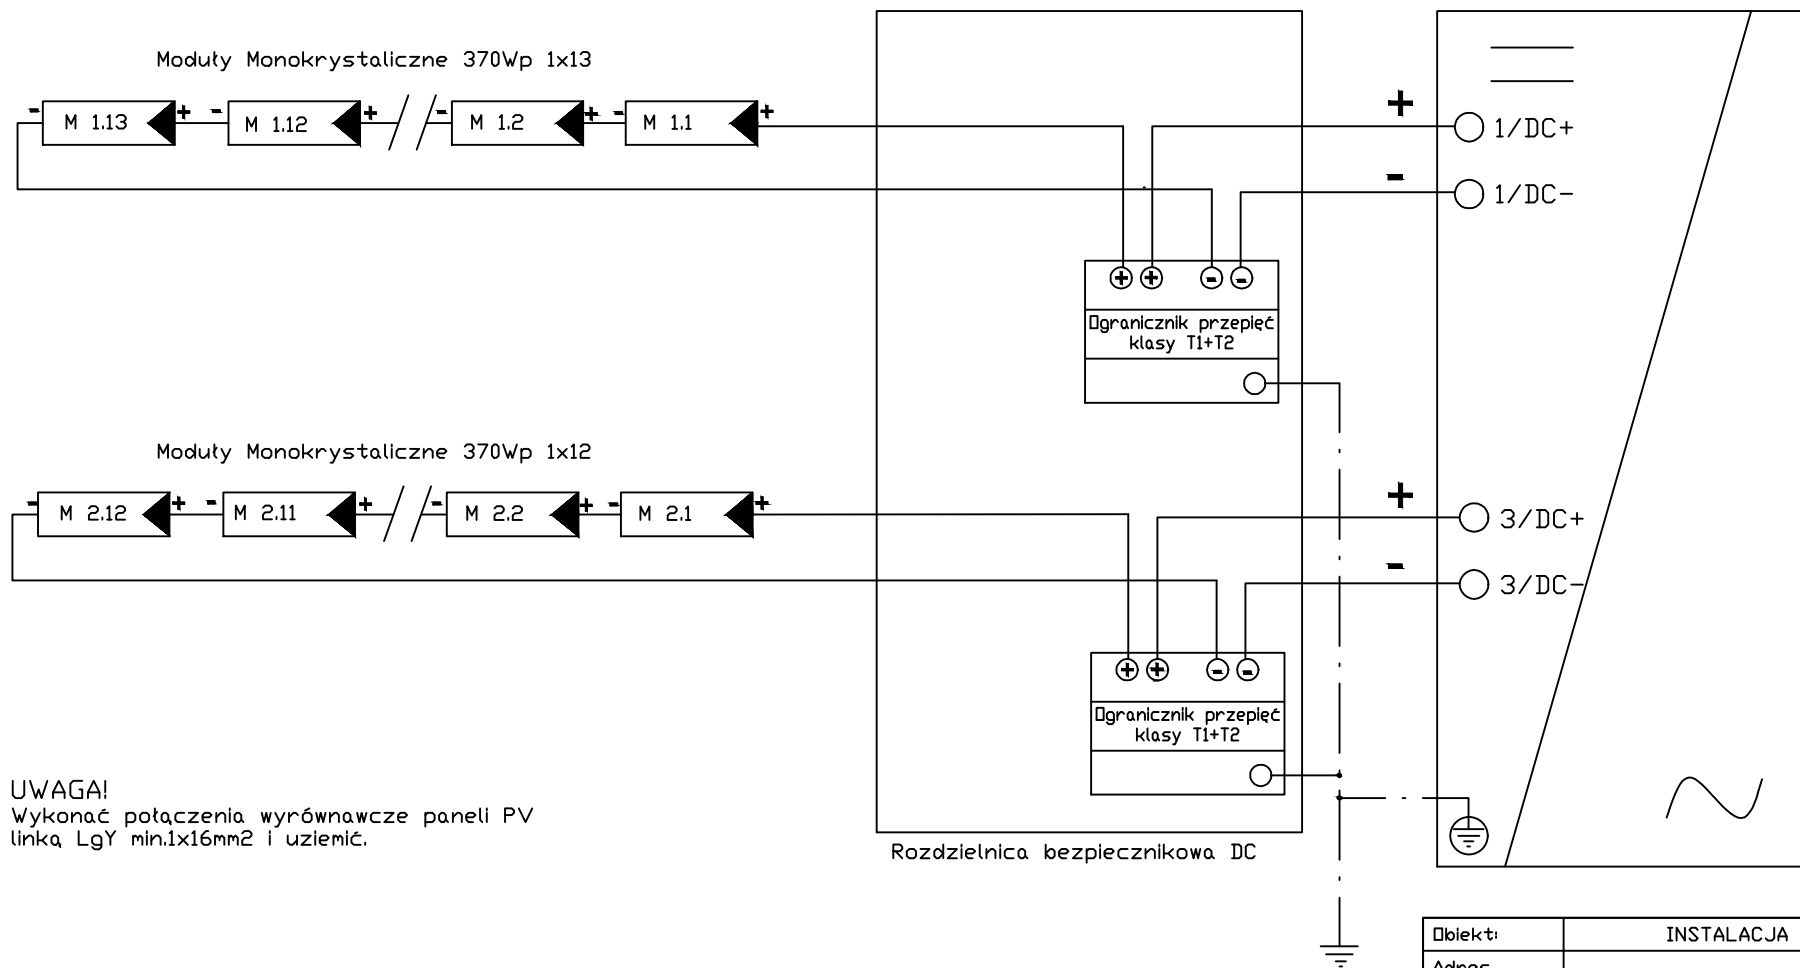 Moduły Monokrystaliczne 370Wp 1x13
- M 1.13 + - M 1.12 + - M 1.2 + - M 1.1 +
+
1/DC+
-
1/DC-
+ + - -
Ogranicznik przepięć
klasy T1+T2
Moduły Monokrystaliczne 370Wp 1x12
- M 2.12 + - M 2.11 + - M 2.2 + - M 2.1 +
+
3/DC+
-
3/DC-
+ + - -
Ogranicznik przepięć
klasy T1+T2
UWAGA!
Wykonać połączenia wyrównawcze paneli PV
linką LgY min.1x16mm2 i uziemić.
Rozdzielnica bezpiecznikowa DC
Obiekt: INSTALACJA